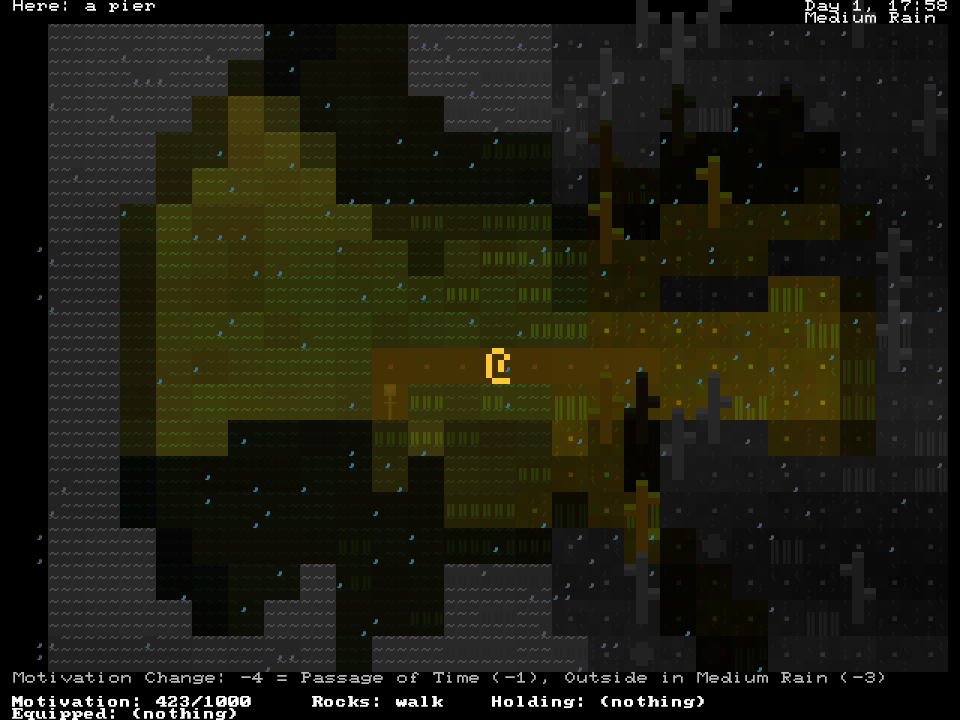 Here: a pier
Day 1, 17:58
Medium Rain
@
Motivation Change: -4 = Passage of Time (-1), Outside in Medium Rain (-3)
Motivation: 423/1000 Rocks: walk Holding: (nothing)
Equipped: (nothing)